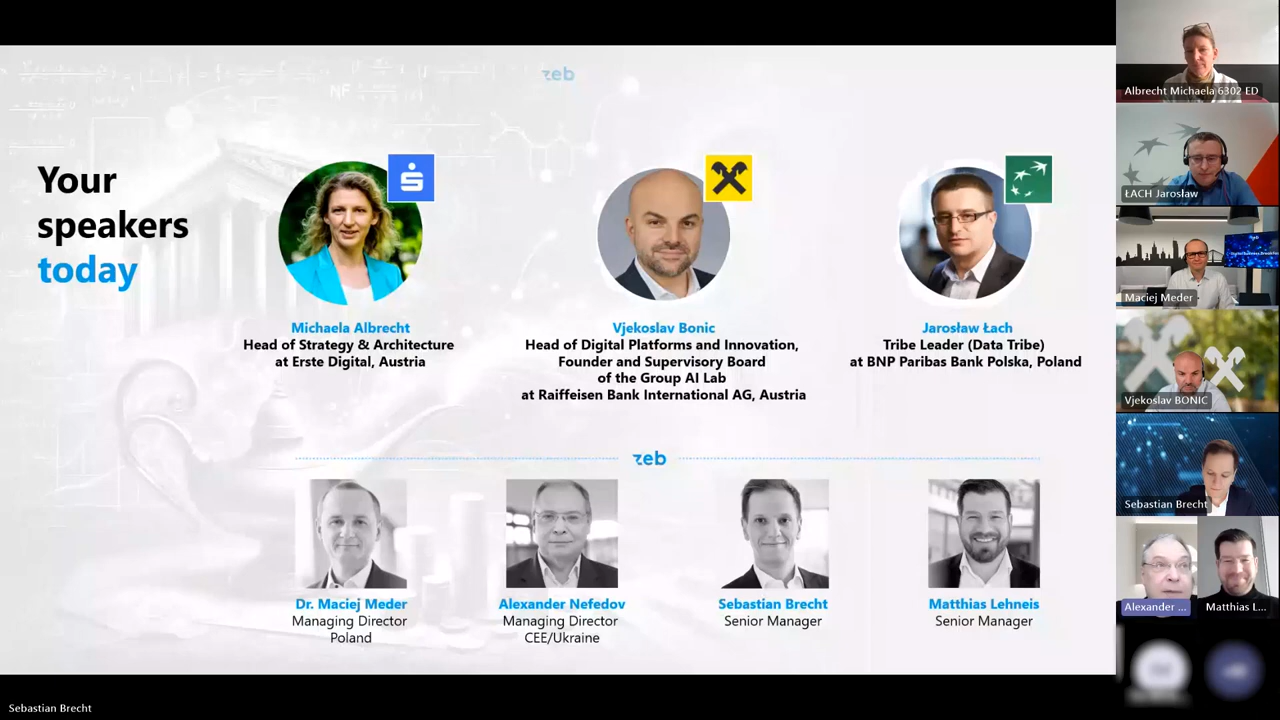 zeb
NF
Your
speakers
today
Michaela Albrecht
Head of Strategy & Architecture
at Erste Digital, Austria
Vjekoslav Bonic
Head of Digital Platforms and Innovation,
Founder and Supervisory Board
of the Group AI Lab
at Raiffeisen Bank International AG, Austria
Jarosław Łach
Tribe Leader (Data Tribe)
at BNP Paribas Bank Polska, Poland
zeb
Dr. Maciej Meder
Managing Director
Poland
Alexander Nefedov
Managing Director
CEE/Ukraine
Sebastian Brecht
Senior Manager
Matthias Lehneis
Senior Manager
Albrecht Michaela 6302 ED
ŁACH Jarosław
Maciej Meder
Vjekoslav BONIC
Sebastian Brecht
Alexander ...
Matthias L...
Sebastian Brecht